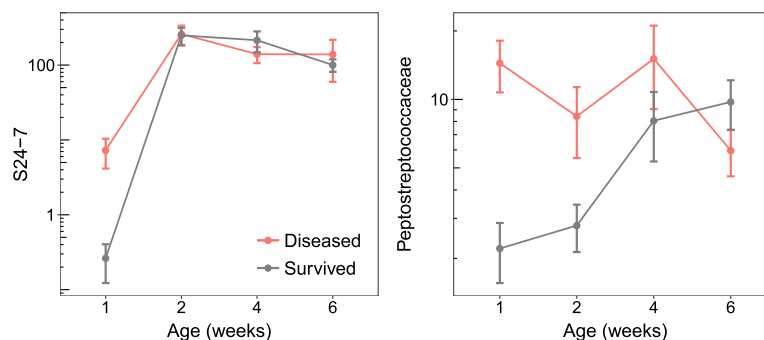 S24−7
100
1
Diseased
Survived
1 2 4 6
Age (weeks)
Peptostreptococcaceae
10
1 2 4 6
Age (weeks)